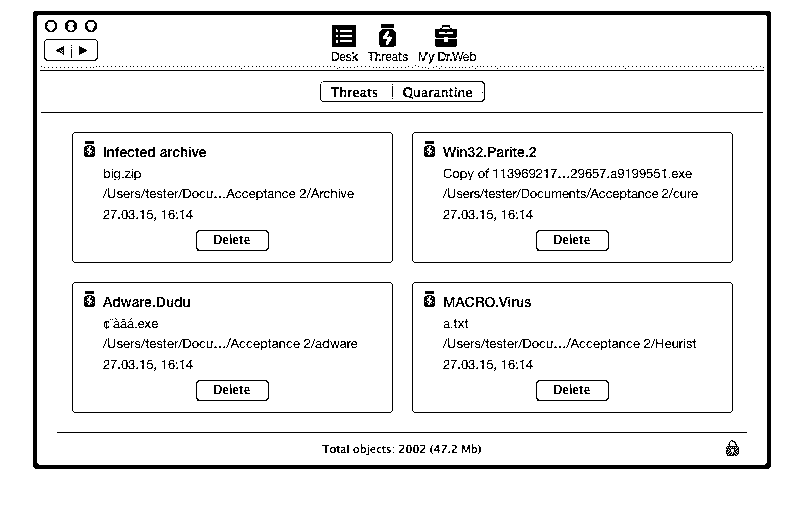 Desk Threats My Dr.Web
Threats Quarantine
Infected archive
big.zip
/Users/tester/Docu...Acceptance 2/Archive
27.03.15, 16:14
Delete
Win32.Parite.2
Copy of 113969217...29657.a9199551.exe
/Users/tester/Documents/Acceptance 2/cure
27.03.15, 16:14
Delete
Adware.Dudu
¢¨àãá.exe
/Users/tester/Docu.../Acceptance 2/adware
27.03.15, 16:14
Delete
MACRO.Virus
a.txt
/Users/tester/Docu.../Acceptance 2/Heurist
27.03.15, 16:14
Delete
Total objects: 2002 (47.2 Mb)